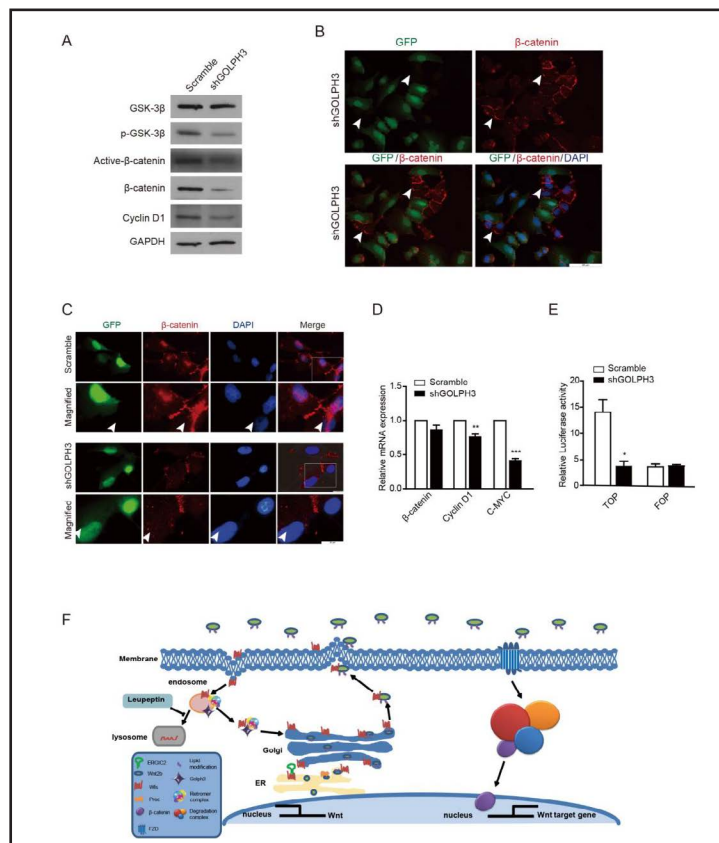 A
Scramble
shGOLPH3
GSK-3β
p-GSK-3β
Active-β-catenin
β-catenin
Cyclin D1
GAPDH
B
GFP
β-catenin
shGOLPH3
GFP/β-catenin
GFP/β-catenin/DAPI
shGOLPH3
C
GFP
β-catenin
DAPI
Merge
Scramble
Magnified
shGOLPH3
Magnified
D
Scramble
shGOLPH3
Relative mRNA expression
1.5
1.0
0.5
0.0
**
***
β-catenin
Cyclin D1
C-MYC
E
Scramble
shGOLPH3
Relative Luciferase activity
20
15
10
5
0
*
TOP
FOP
F
Membrane
endosome
Leupeptin
lysosome
Golgi
ER
ERGIC2
Wnt2b
Wls
β-catenin
FZD
Lipid modification
Golph3
Retromer complex
Degradation complex
nucleus
Wnt
nucleus
Wnt target gene